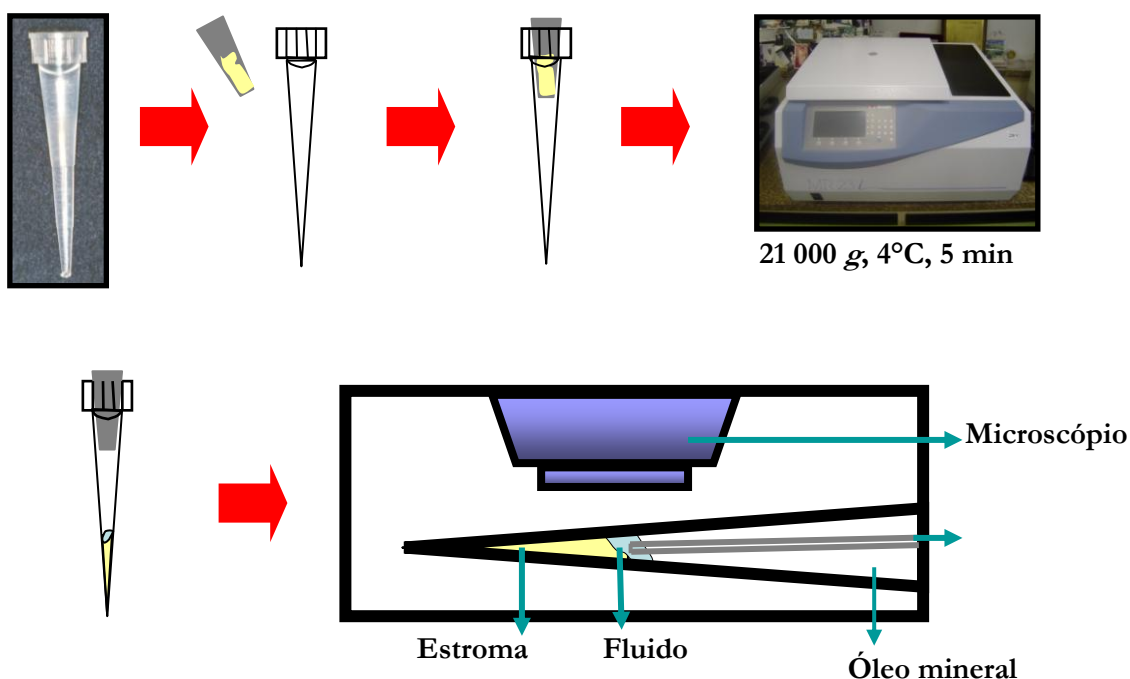 21 000 g, 4°C, 5 min
Microscópio
Estroma
Fluido
Óleo mineral